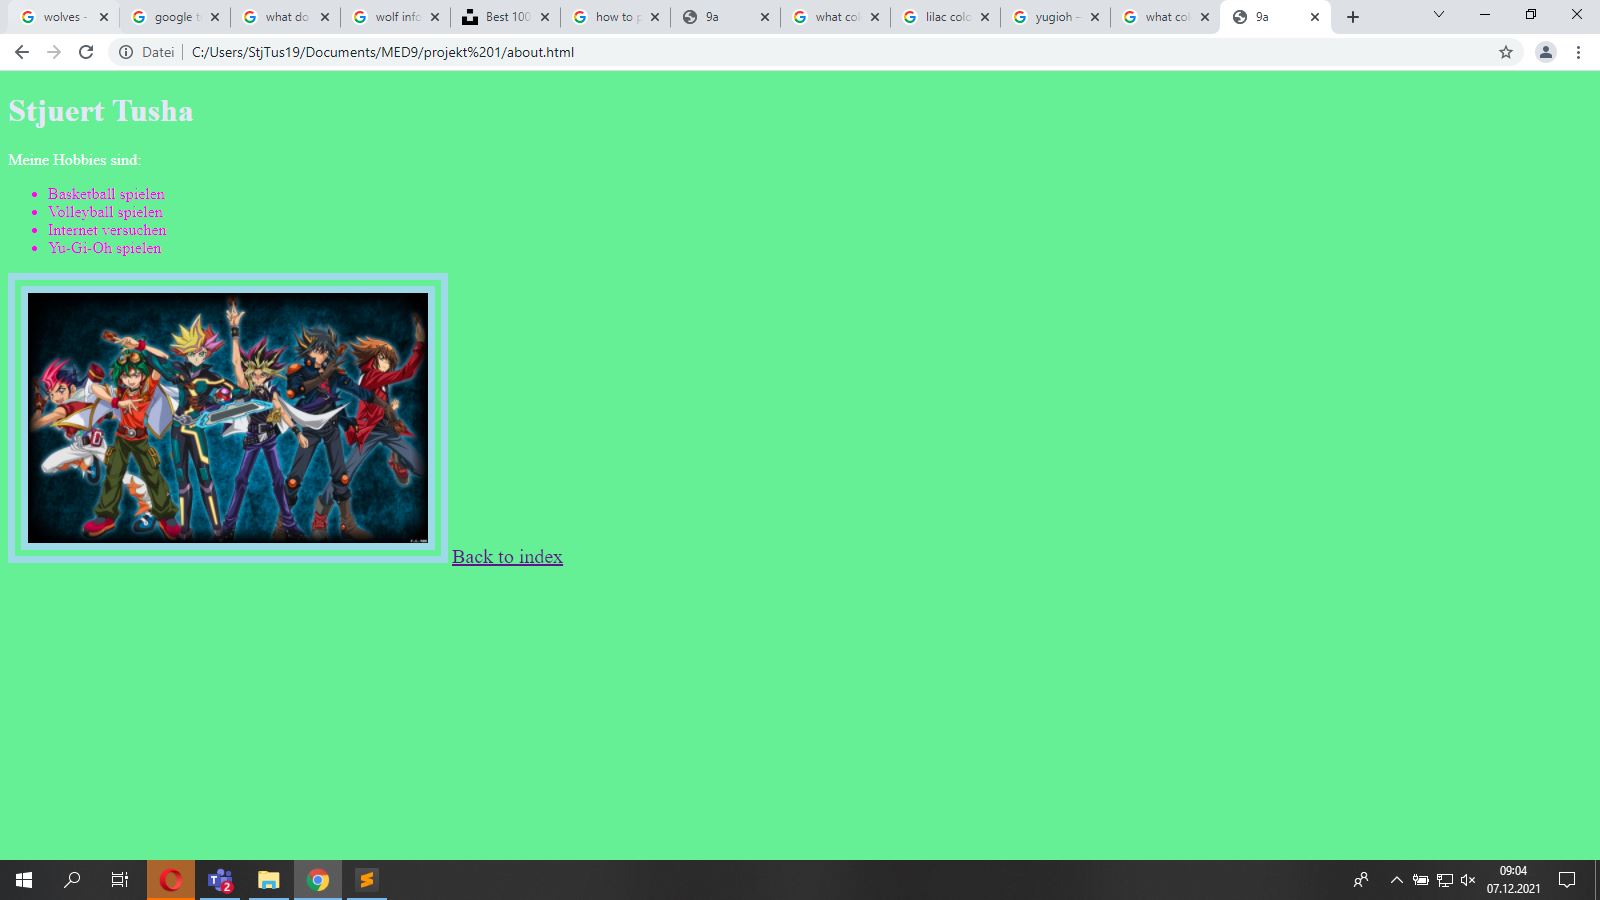 wolves -
google t
what do
wolf info
Best 100
how to p
9a
what col
lilac colo
yugioh –
what col
9a
Datei
C:/Users/StjTus19/Documents/MED9/projekt%201/about.html
Stjuert Tusha
Meine Hobbies sind:
• Basketball spielen
• Volleyball spielen
• Internet versuchen
• Yu-Gi-Oh spielen
Back to index
2
09:04
07.12.2021